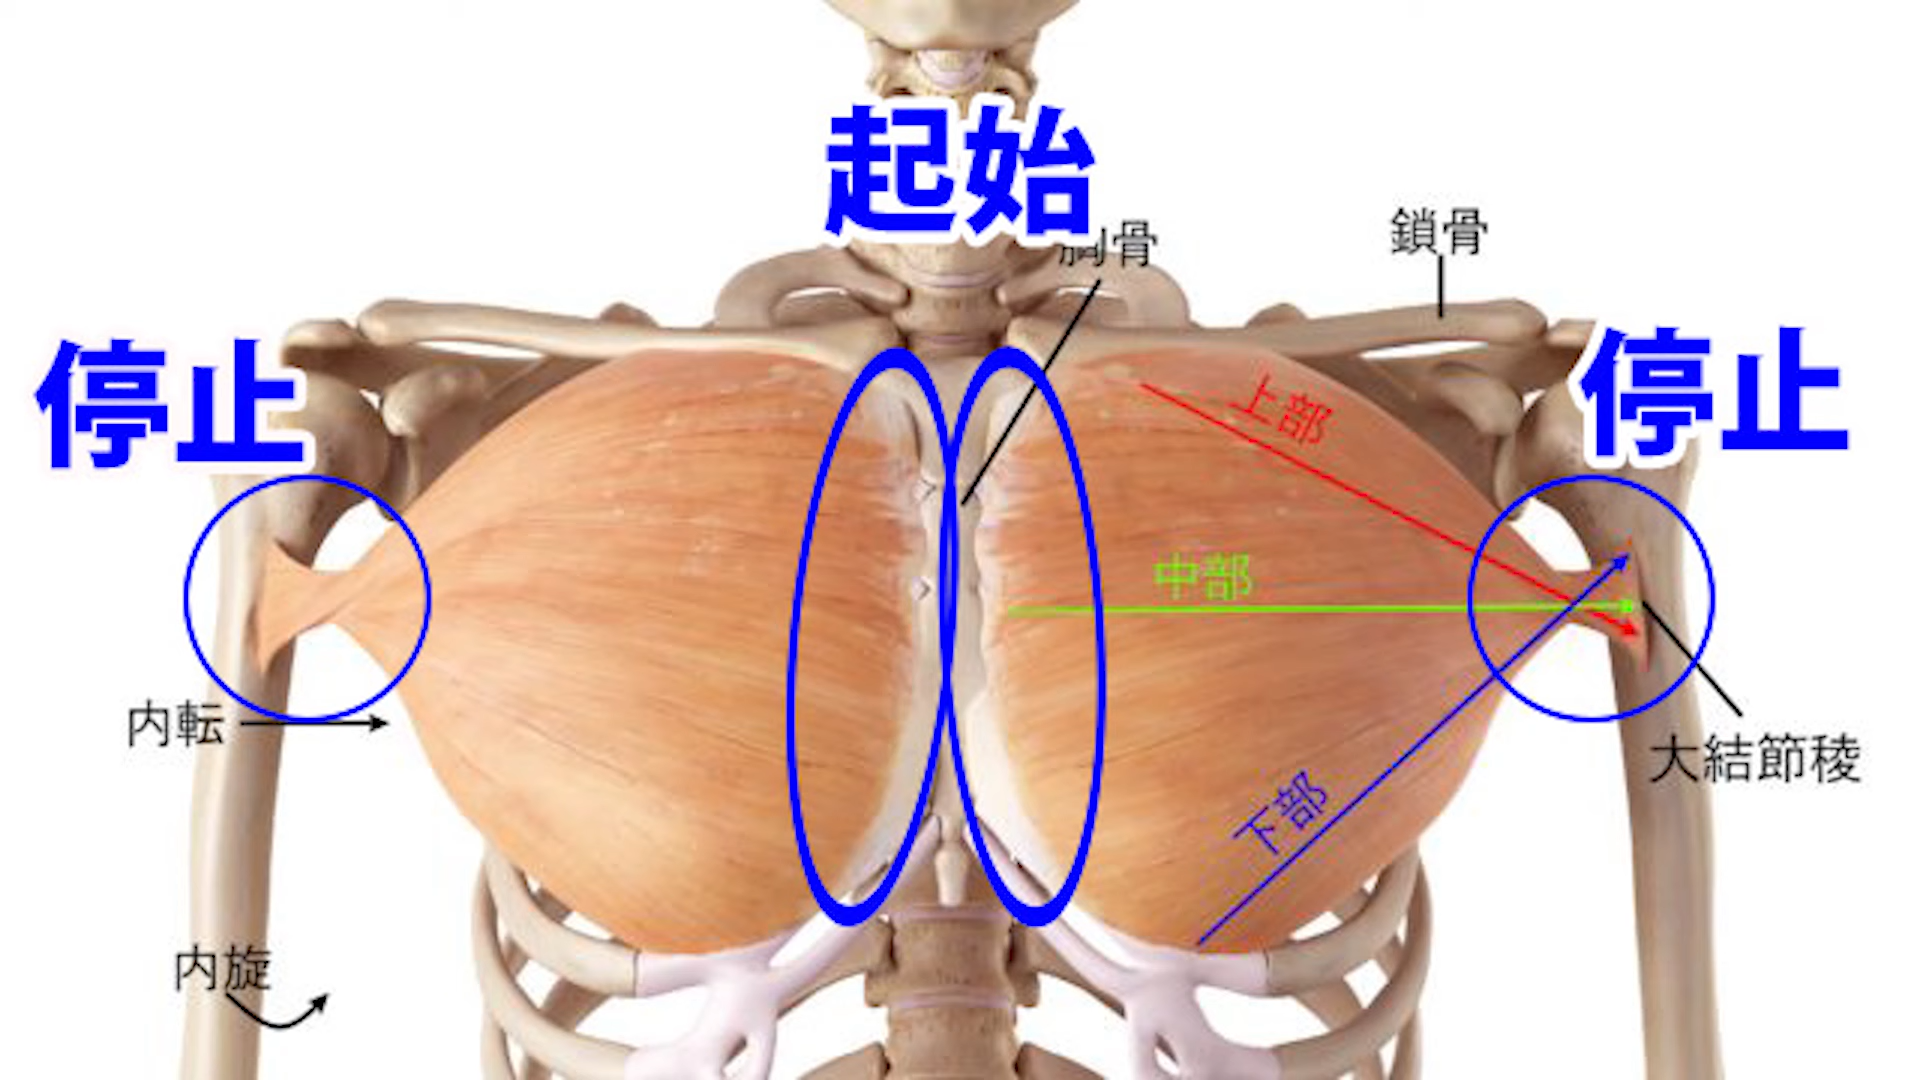 起始
胸骨
鎖骨
停止
停止
上部
中部
内転
大結節稜
下部
内旋